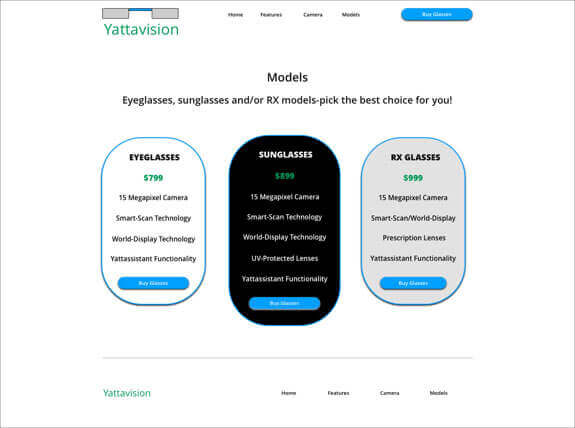 Home Features Camera Models Buy Glasses
Yattavision
Models
Eyeglasses, sunglasses and/or RX models-pick the best choice for you!
EYEGLASSES
$799
15 Megapixel Camera
Smart-Scan Technology
World-Display Technology
Yattassistant Functionality
Buy Glasses
SUNGLASSES
$899
15 Megapixel Camera
Smart-Scan Technology
World-Display Technology
UV-Protected Lenses
Yattassistant Functionality
Buy Glasses
RX GLASSES
$999
15 Megapixel Camera
Smart-Scan/World-Display
Prescription Lenses
Yattassistant Functionality
Buy Glasses
Yattavision Home Features Camera Models